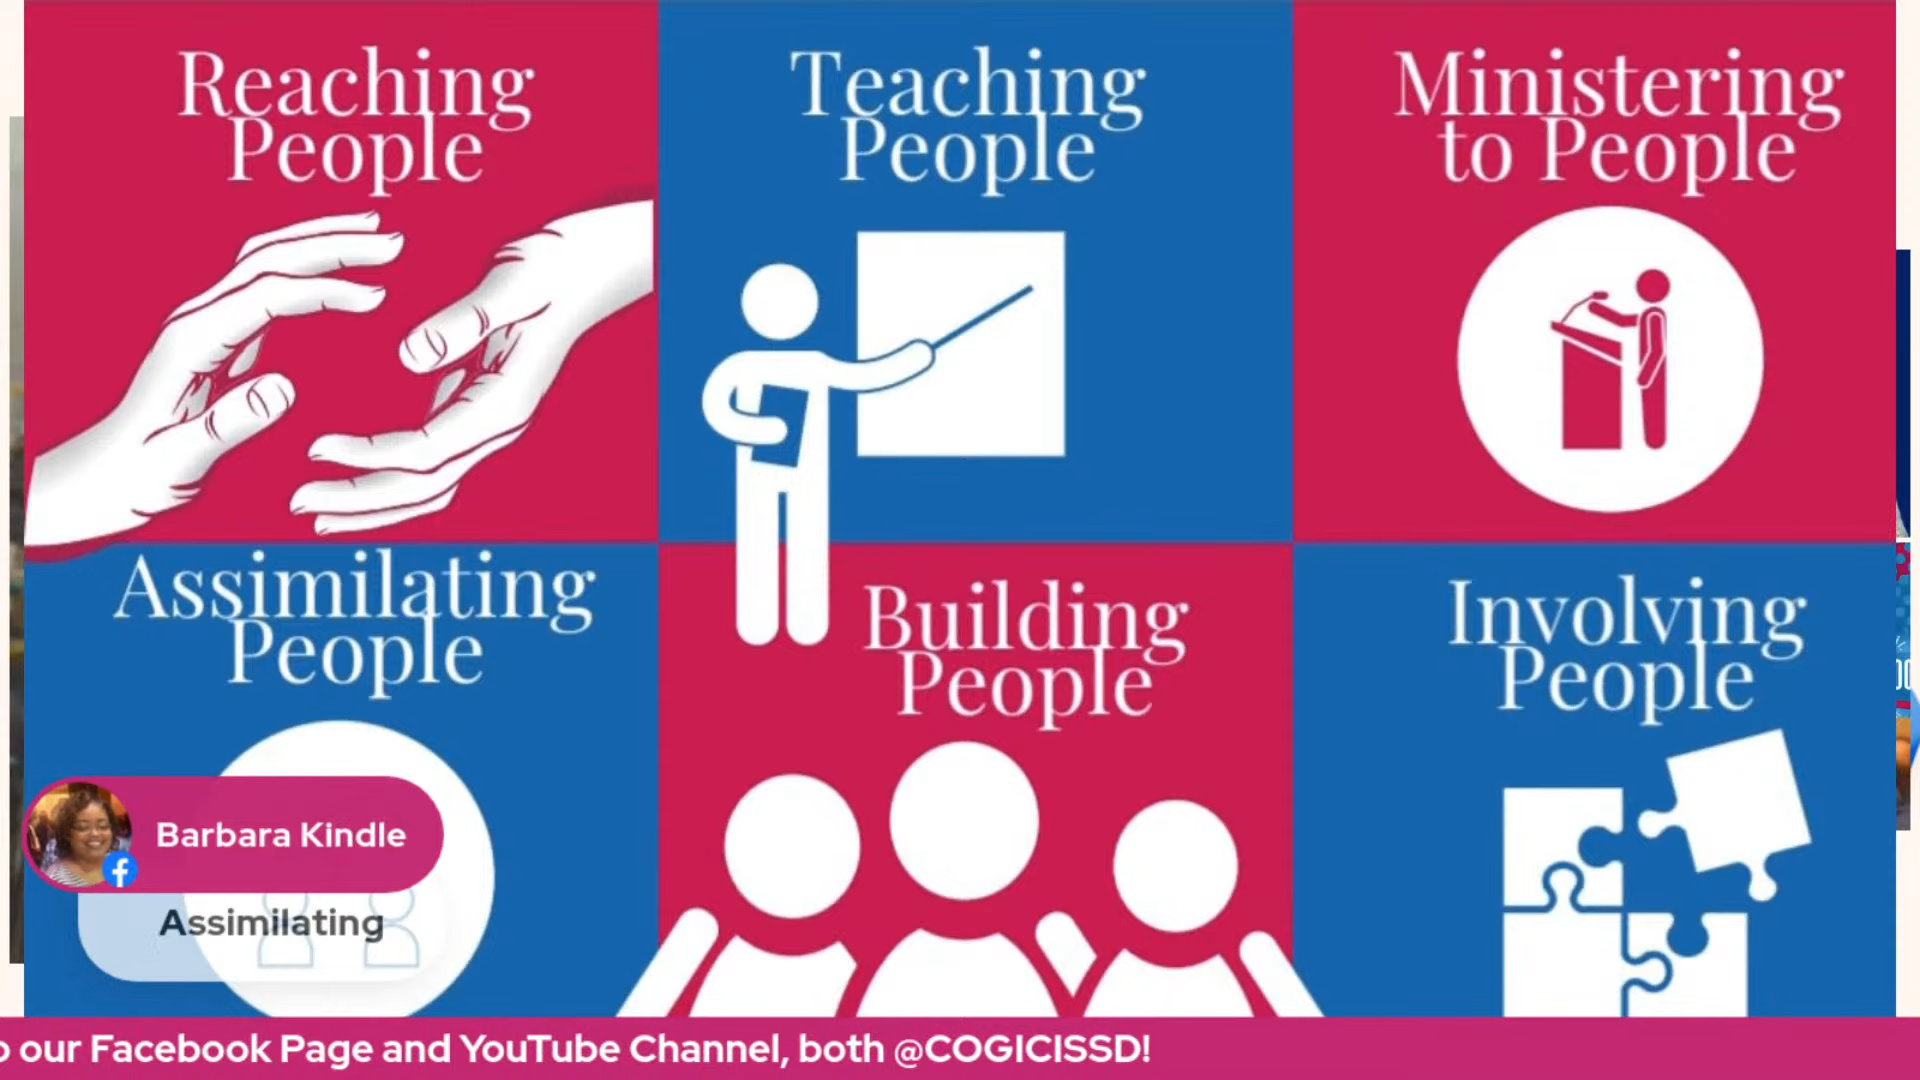 Reaching
People
Teaching
People
Ministering
to People
Assimilating
People
Building
People
Involving
People
Barbara Kindle
Assimilating
our Facebook Page and YouTube Channel, both @COGICISSD!